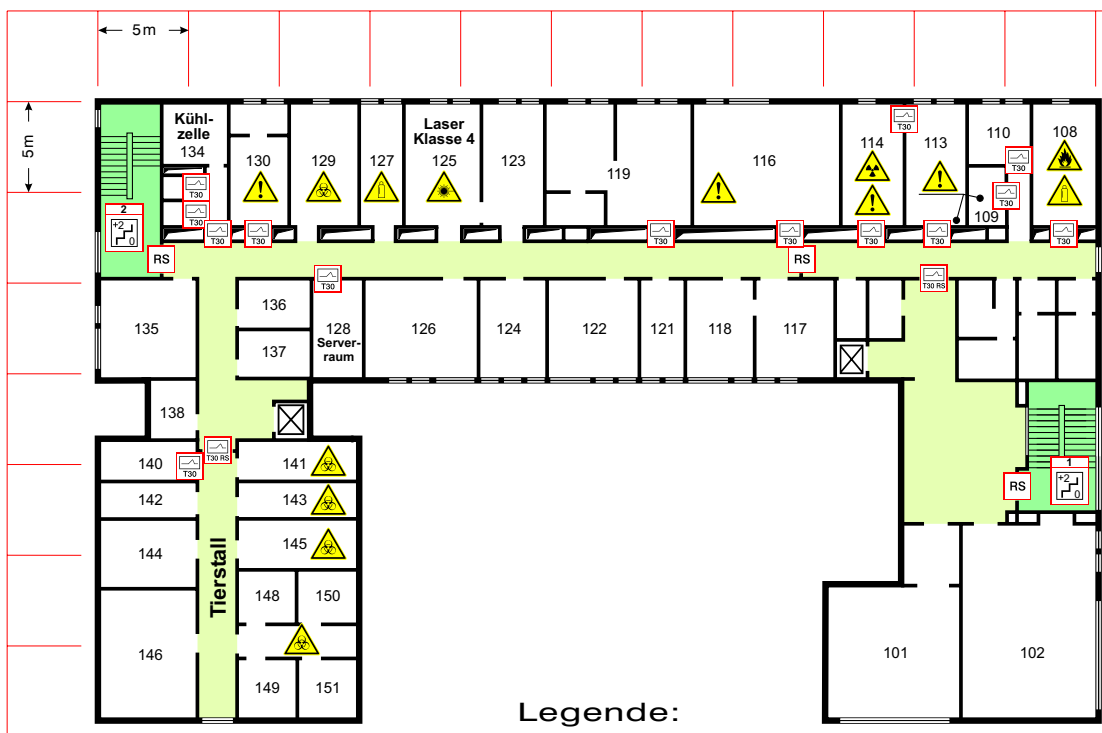 5m
5m
Kühl-
zelle
134
130
129
127
Laser
Klasse 4
125
123
119
116
114
113
110
109
108
T30
T30
T30
T30
T30
T30
T30
T30
T30
T30
T30
T30
T30
2
+2
0
RS
RS
T30
T30 RS
135
136
137
128
Server-
raum
126
124
122
121
118
117
138
T30 RS
140
T30
141
142
143
144
145
Tierstall
148
150
146
149
151
1
+2
0
RS
101
102
Legende: